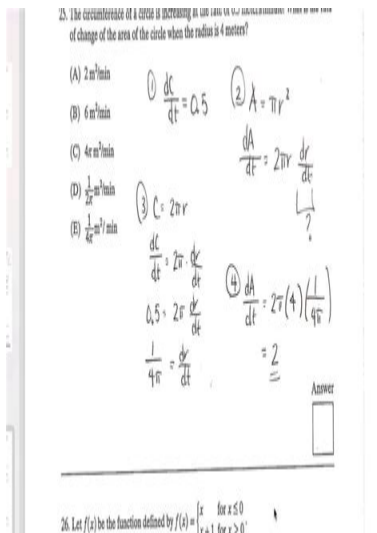 25. The circumference of a circle is increasing at the rate of 0.5 meters/minute. What is the rate
of change of the area of the circle when the radius is 4 meters?
(A) 2 m²/min
(B) 6 m²/min
(C) 4π m²/min
(D) 1/2π m²/min
(E) 1/4π m²/min
① dC/dt = 0.5
② A = πr²
dA/dt = 2πr dr/dt
?
③ C = 2πr
dC/dt = 2π · dr/dt
0.5 = 2π dr/dt
1/4π = dr/dt
④ dA/dt = 2π(4)(1/4π)
= 2
Answer
26. Let f(x) be the function defined by f(x) = {x for x ≤ 0
x+1 for x > 0.